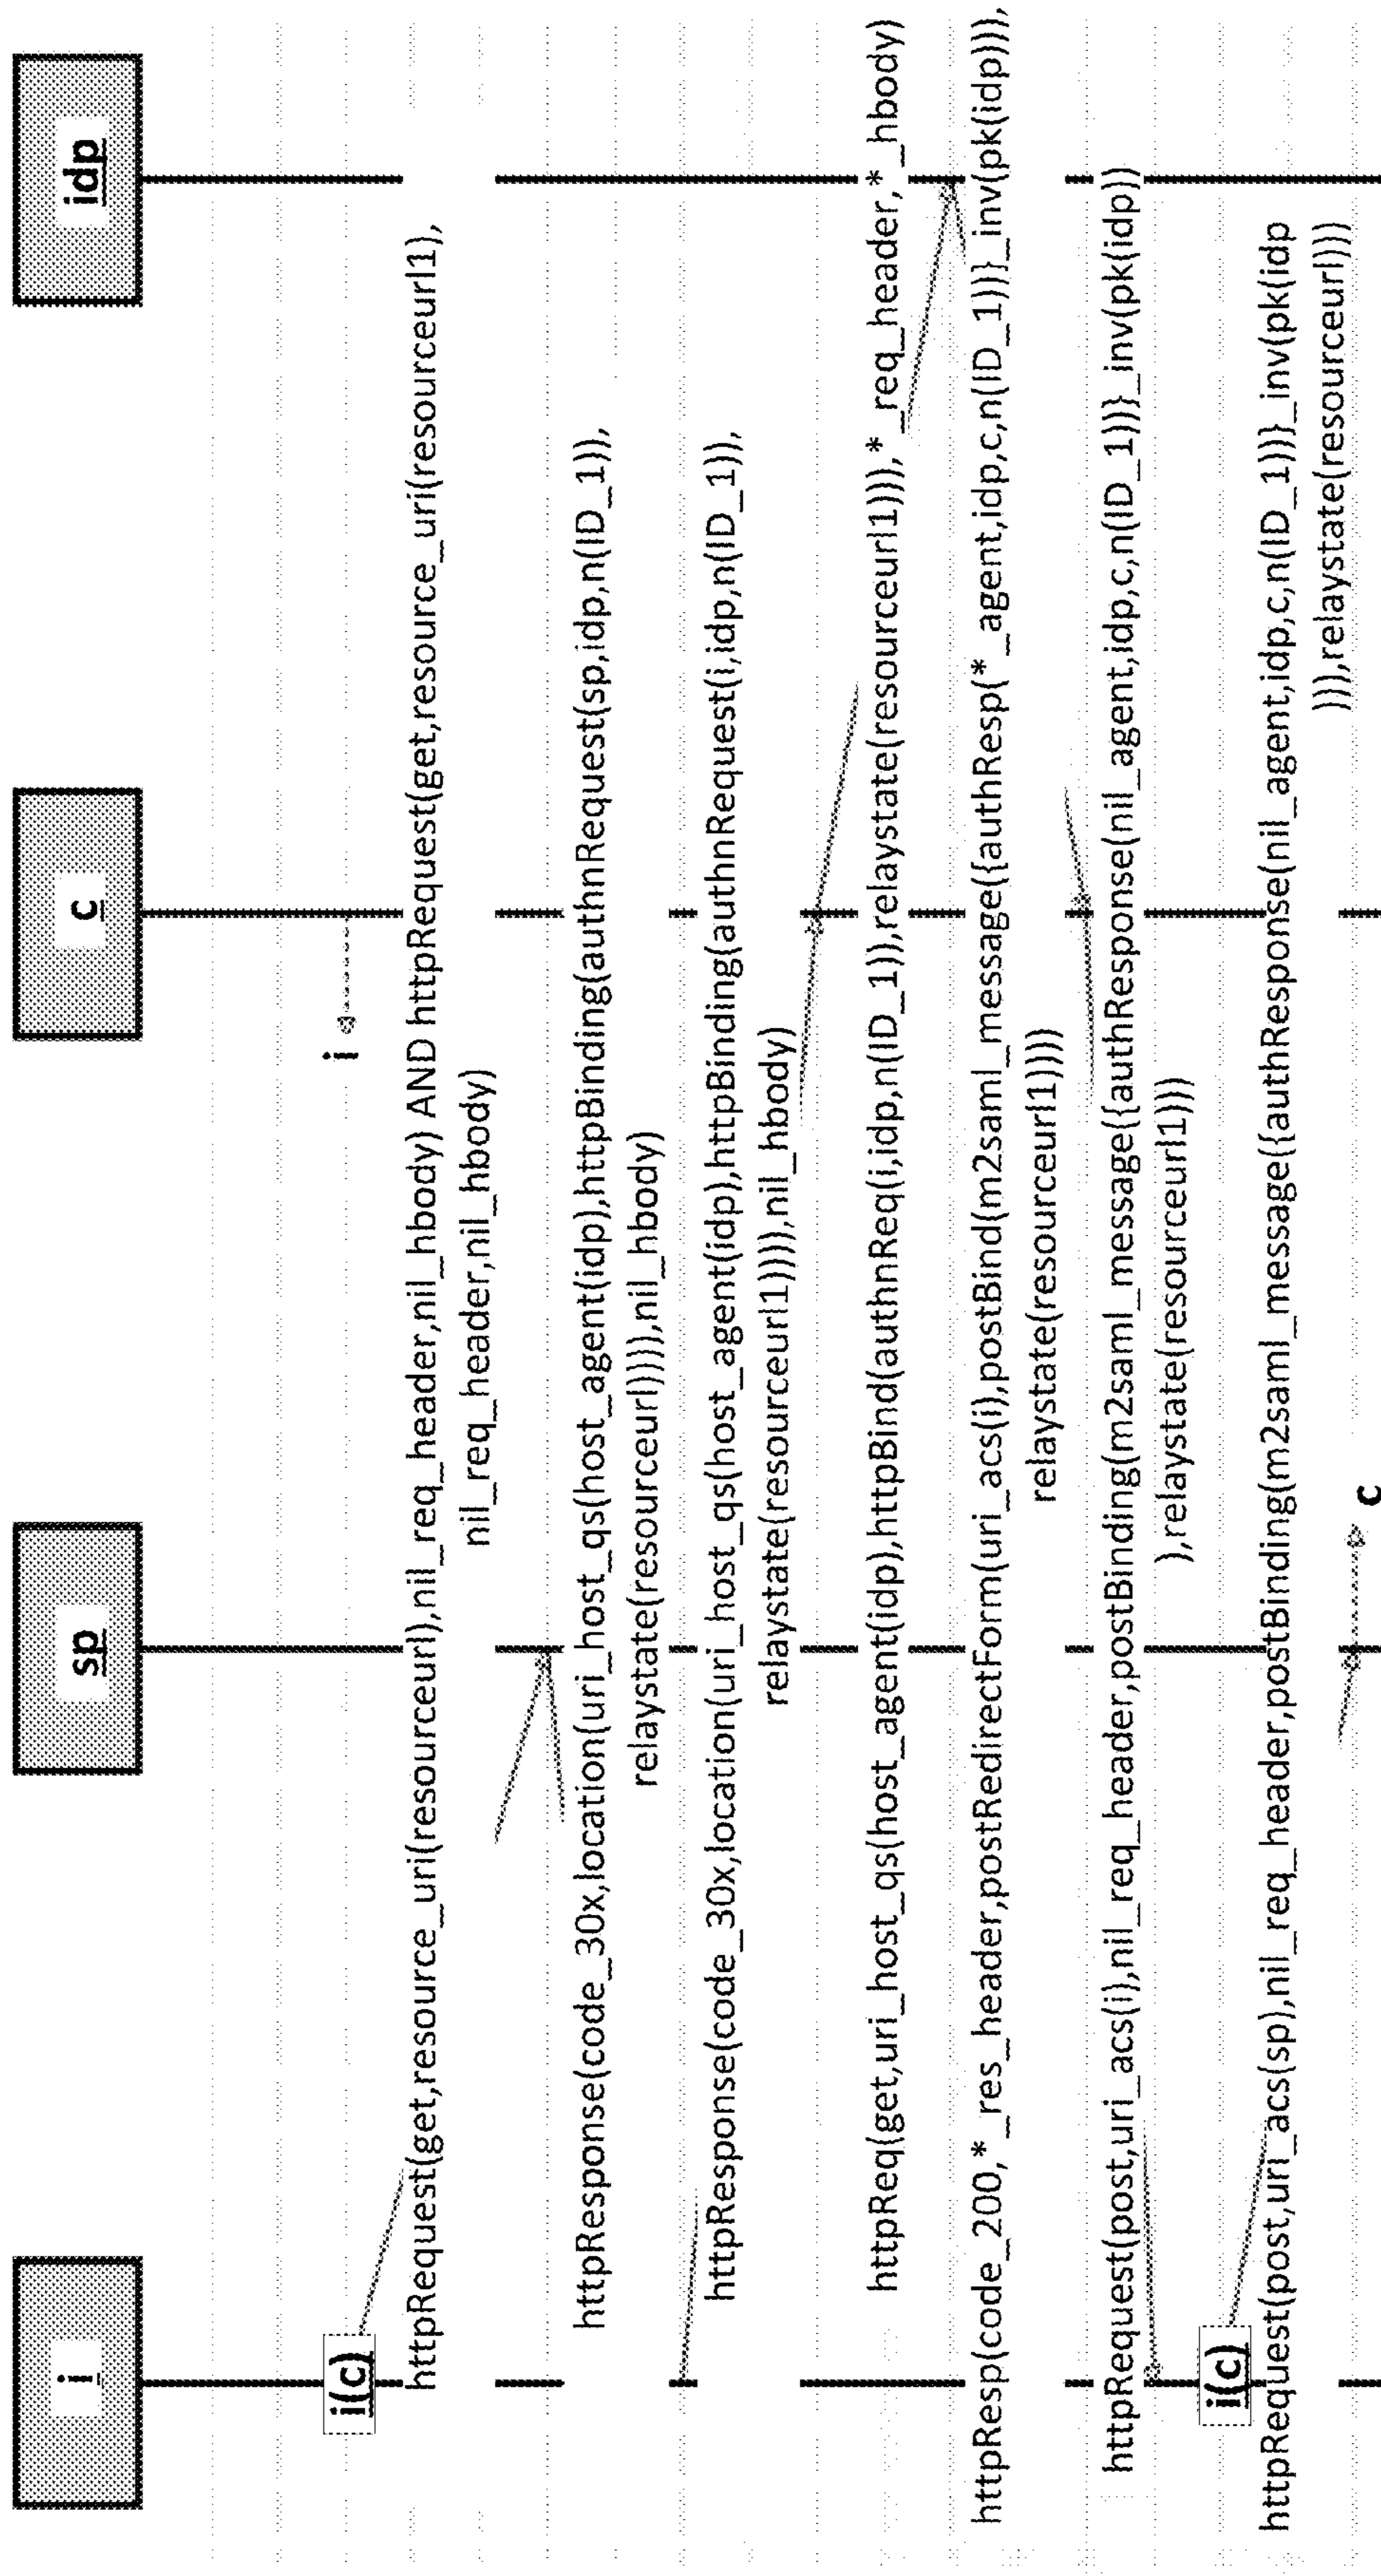 i
sp
c
idp
i(c)
i
httpRequest(get,resource_uri(resourceurl),nil_req_header,nil_hbody) AND httpRequest(get,resource_uri(resourceurl1),
nil_req_header,nil_hbody)
httpResponse(code_30x,location(uri_host_qs(host_agent(idp),httpBinding(authnRequest(sp,idp,n(ID_1)),
relaystate(resourceurl)))),nil_hbody)
httpResponse(code_30x,location(uri_host_qs(host_agent(idp),httpBinding(authnRequest(i,idp,n(ID_1)),
relaystate(resourceurl1)))),nil_hbody)
httpReq(get,uri_host_qs(host_agent(idp),httpBind(authnReq(i,idp,n(ID_1)),relaystate(resourceurl1))),*_req_header,*_hbody)
httpResp(code_200,*_res_header,postRedirectForm(uri_acs(i),postBind(m2saml_message({authResp(*_agent,idp,c,n(ID_1))}_inv(pk(idp))),
relaystate(resourceurl1))))
httpRequest(post,uri_acs(i),nil_req_header,postBinding(m2saml_message({authResponse(nil_agent,idp,c,n(ID_1))}_inv(pk(idp))
),relaystate(resourceurl1)))
i(c)
httpRequest(post,uri_acs(sp),nil_req_header,postBinding(m2saml_message({authResponse(nil_agent,idp,c,n(ID_1))}_inv(pk(idp
))),relaystate(resourceurl)))
c